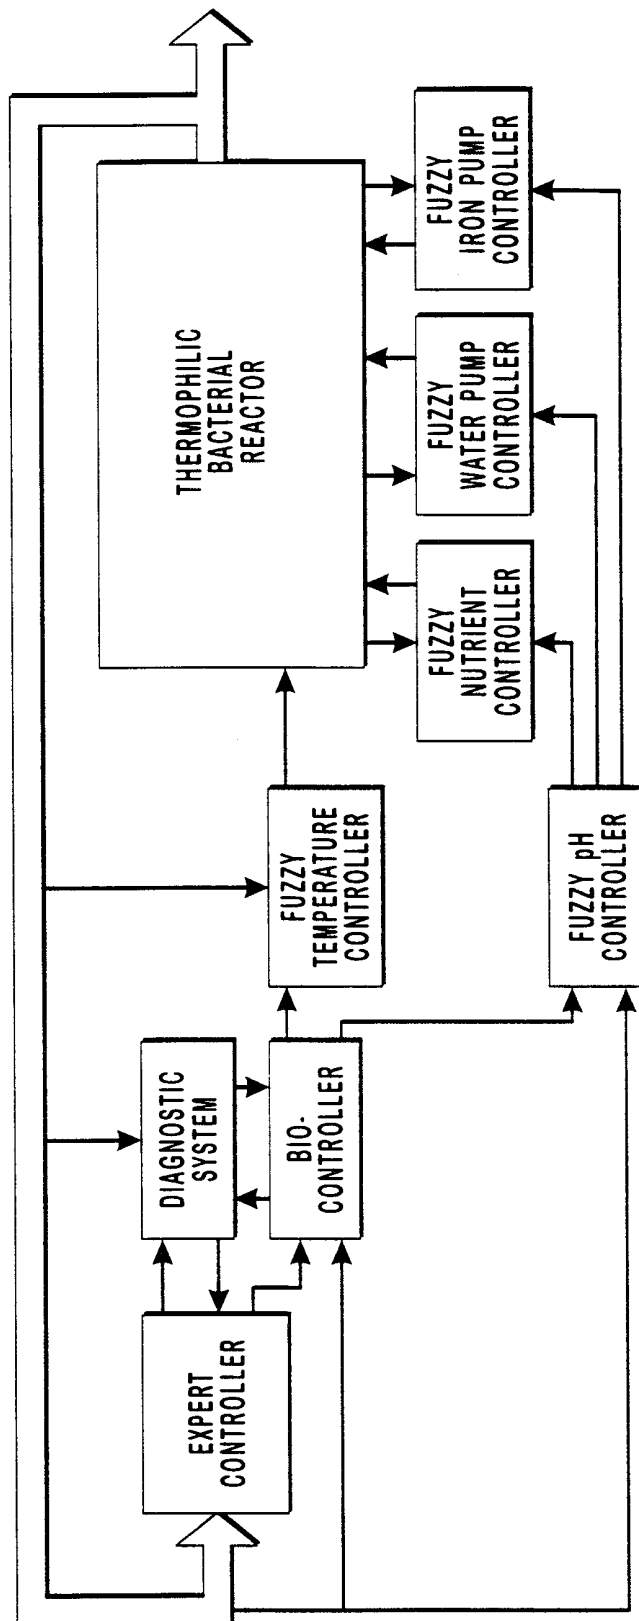 EXPERT
CONTROLLER
DIAGNOSTIC
SYSTEM
BIO-
CONTROLLER
FUZZY
TEMPERATURE
CONTROLLER
FUZZY pH
CONTROLLER
THERMOPHILIC
BACTERIAL
REACTOR
FUZZY
NUTRIENT
CONTROLLER
FUZZY
WATER PUMP
CONTROLLER
FUZZY
IRON PUMP
CONTROLLER